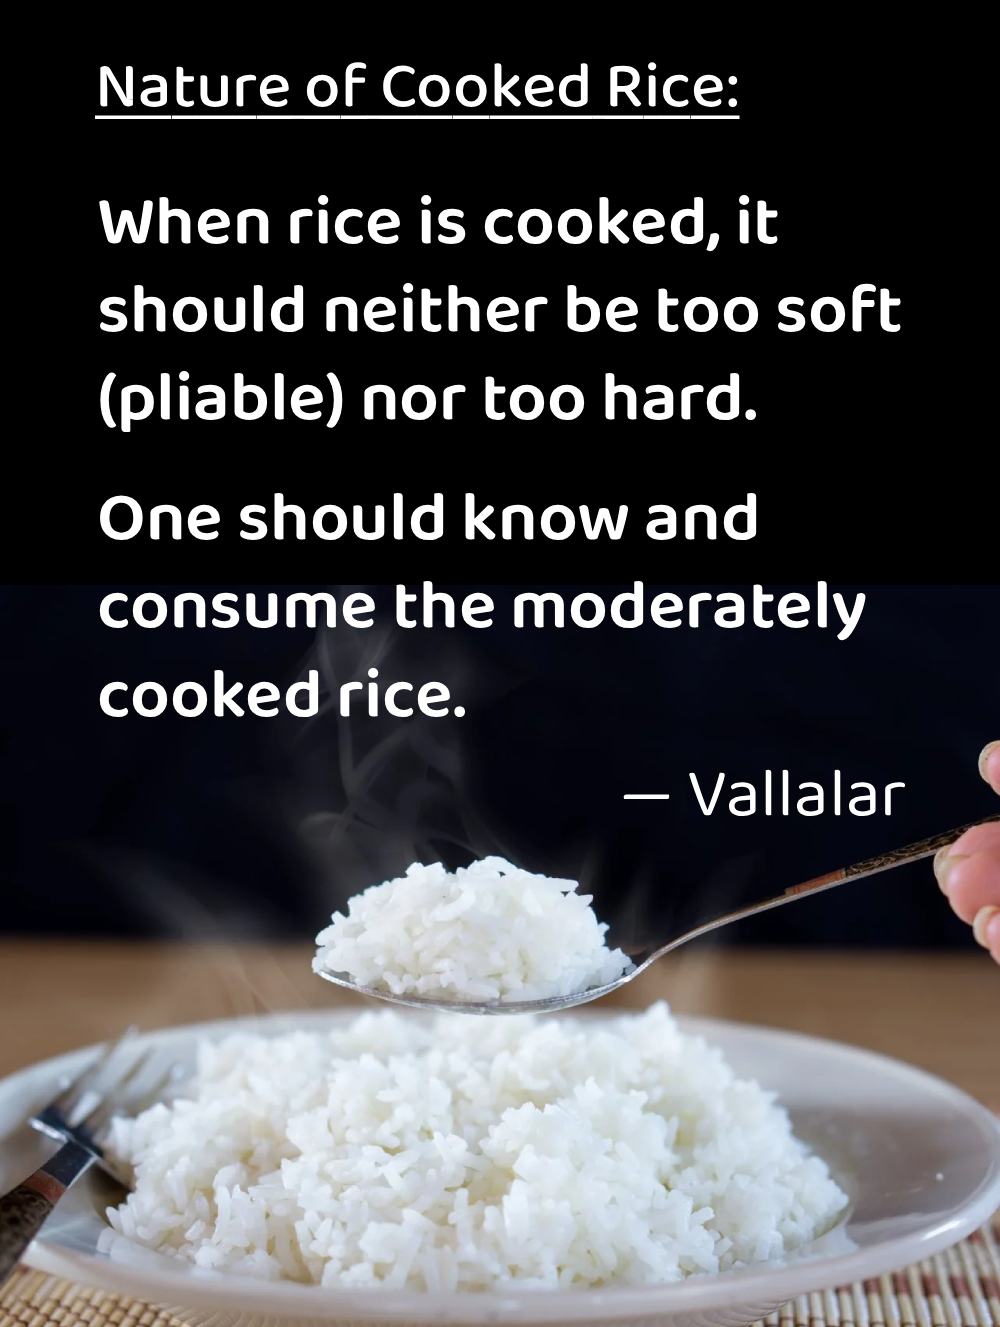 Nature of Cooked Rice:
When rice is cooked, it
should neither be too soft
(pliable) nor too hard.
One should know and
consume the moderately
cooked rice.
— Vallalar